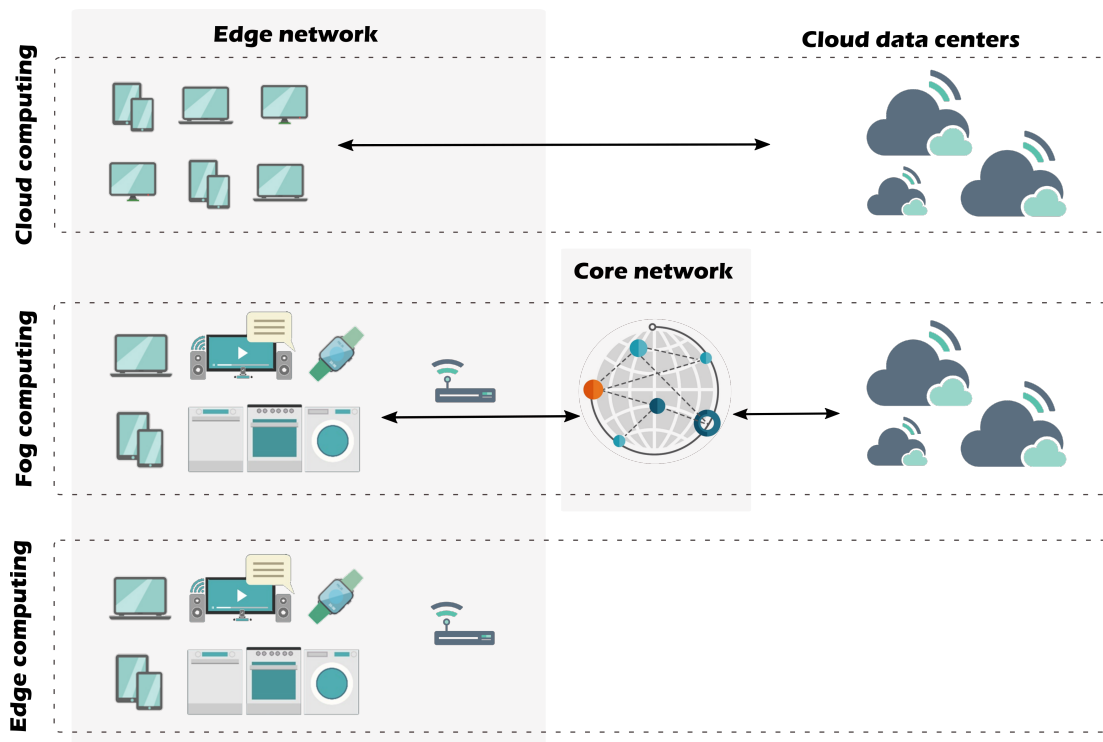 Edge network
Cloud data centers
Cloud computing
Core network
Fog computing
Edge computing